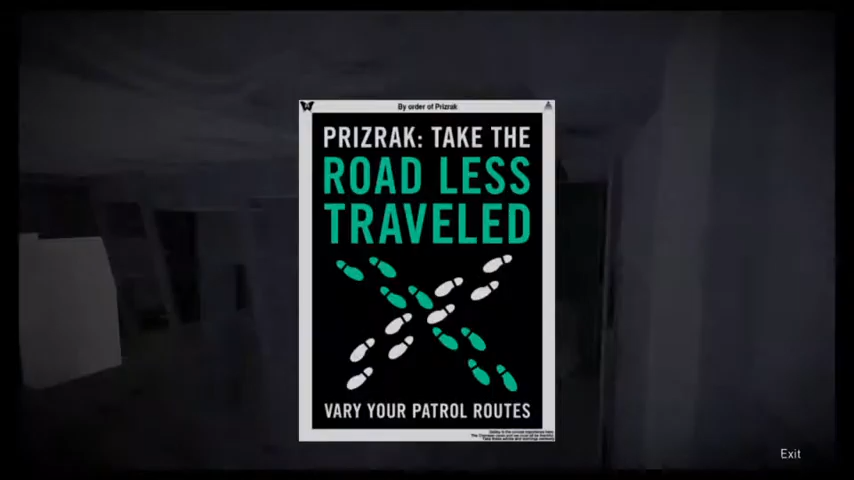 By order of Prizrak
PRIZRAK: TAKE THE
ROAD LESS
TRAVELED
VARY YOUR PATROL ROUTES
Exit